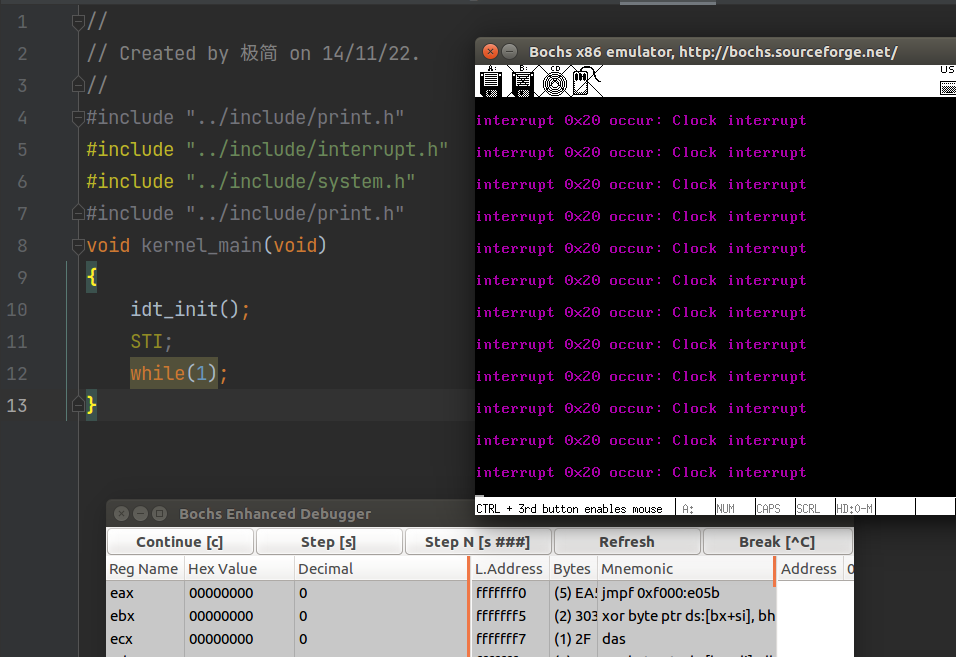 1 //
2 // Created by 极简 on 14/11/22.
3 //
4 #include "../include/print.h"
5 #include "../include/interrupt.h"
6 #include "../include/system.h"
7 #include "../include/print.h"
8 void kernel_main(void)
9 {
10 idt_init();
11 STI;
12 while(1);
13 }
Bochs x86 emulator, http://bochs.sourceforge.net/
A: B: CD US
interrupt 0x20 occur: Clock interrupt
interrupt 0x20 occur: Clock interrupt
interrupt 0x20 occur: Clock interrupt
interrupt 0x20 occur: Clock interrupt
interrupt 0x20 occur: Clock interrupt
interrupt 0x20 occur: Clock interrupt
interrupt 0x20 occur: Clock interrupt
interrupt 0x20 occur: Clock interrupt
interrupt 0x20 occur: Clock interrupt
interrupt 0x20 occur: Clock interrupt
interrupt 0x20 occur: Clock interrupt
interrupt 0x20 occur: Clock interrupt
CTRL + 3rd button enables mouse A: NUM CAPS SCRL HD:0-M
Bochs Enhanced Debugger
Continue [c] Step [s] Step N [s ###] Refresh Break [^C]
Reg Name Hex Value Decimal L.Address Bytes Mnemonic Address 0
eax 00000000 0 fffffff0 (5) EA5 jmpf 0xf000:e05b
ebx 00000000 0 fffffff5 (2) 303 xor byte ptr ds:[bx+si], bh
ecx 00000000 0 fffffff7 (1) 2F das